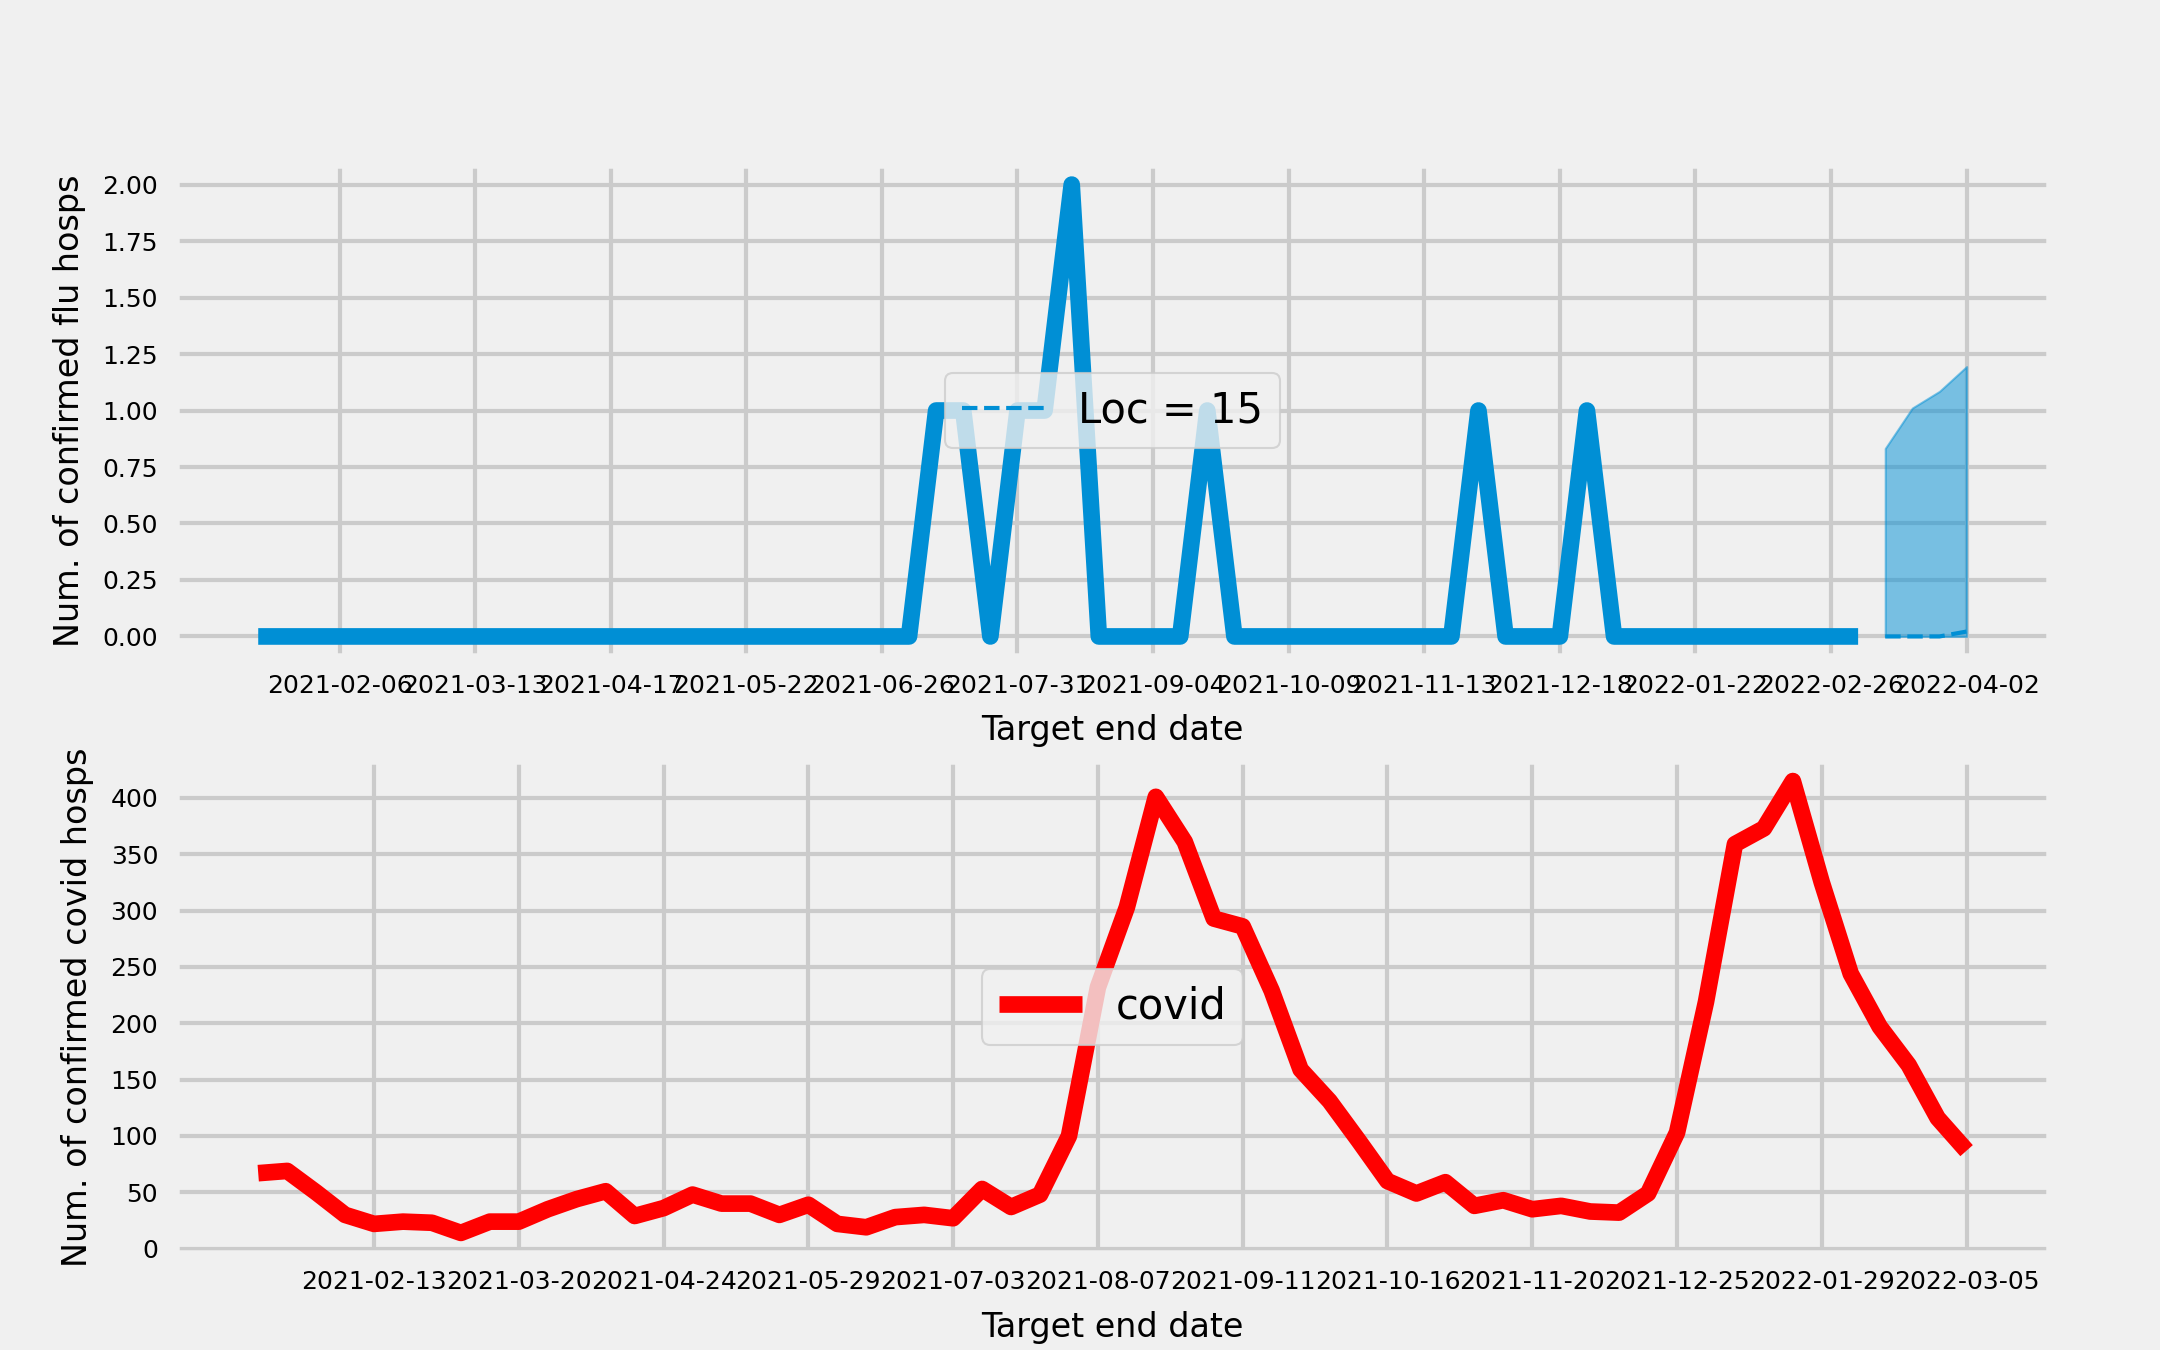 Num. of confirmed flu hosps
2.00
1.75
1.50
1.25
1.00
0.75
0.50
0.25
0.00
Loc = 15
2021-02-06 2021-03-13 2021-04-17 2021-05-22 2021-06-26 2021-07-31 2021-09-04 2021-10-09 2021-11-13 2021-12-18 2022-01-22 2022-02-26 2022-04-02
Target end date
Num. of confirmed covid hosps
400
350
300
250
200
150
100
50
0
covid
2021-02-13 2021-03-20 2021-04-24 2021-05-29 2021-07-03 2021-08-07 2021-09-11 2021-10-16 2021-11-20 2021-12-25 2022-01-29 2022-03-05
Target end date